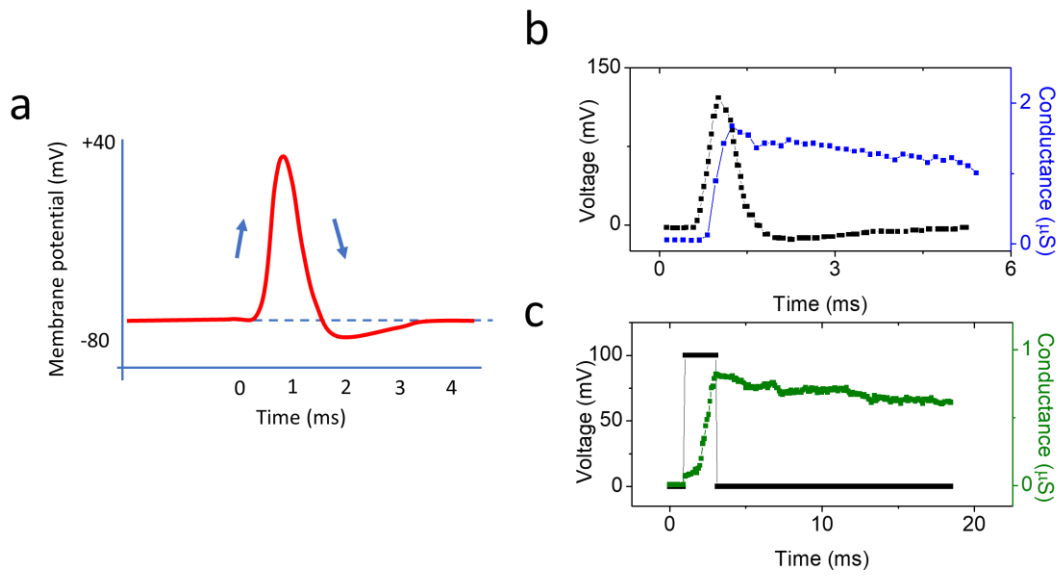 a
+40
Membrane potential (mV)
-80
0 1 2 3 4
Time (ms)
b
150
Voltage (mV)
0
2
Conductance (μS)
0
0 3 6
Time (ms)
c
100
Voltage (mV)
50
0
1
Conductance (μS)
0
0 10 20
Time (ms)